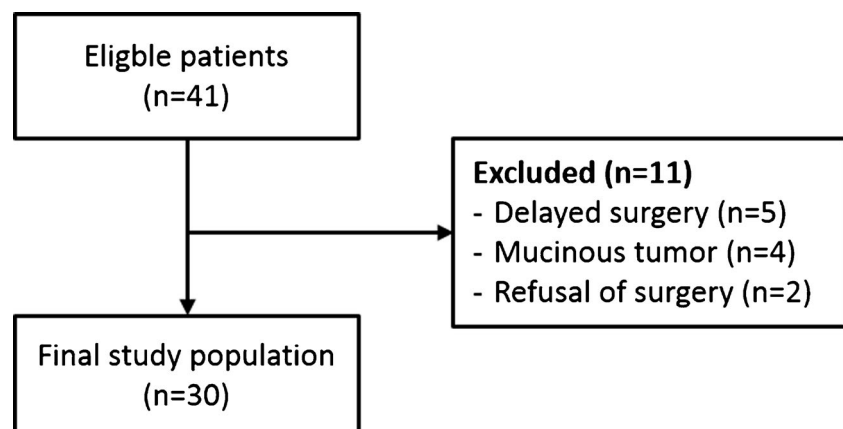 Eligble patients
(n=41)
Excluded (n=11)
- Delayed surgery (n=5)
- Mucinous tumor (n=4)
- Refusal of surgery (n=2)
Final study population
(n=30)